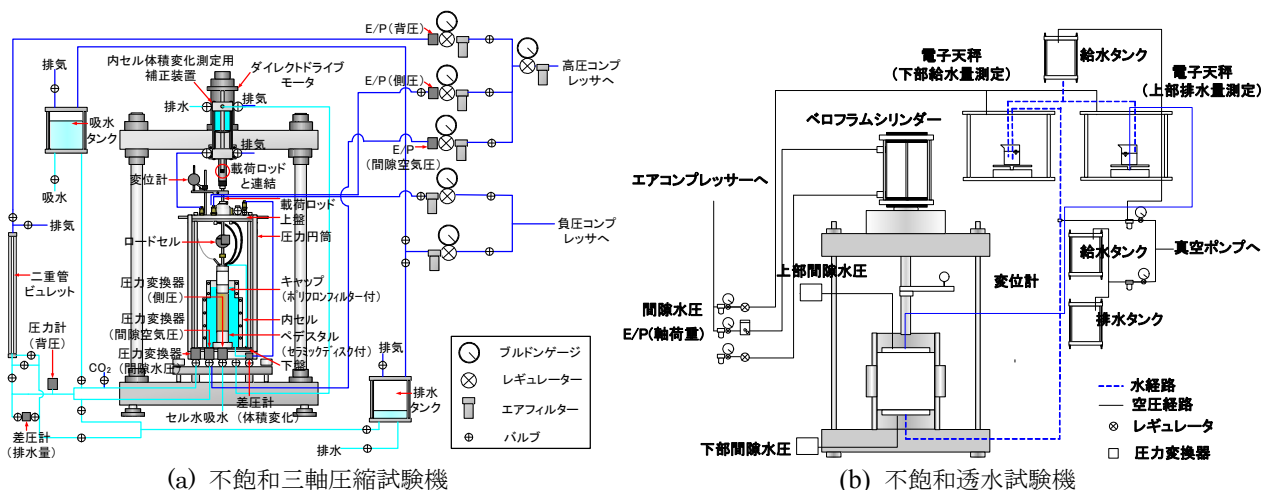 E/P(背圧)
内セル体積変化測定用
補正装置
ダイレクトドライブ
モータ
排気
排水
排気
E/P(側圧)
高圧コンプ
レッサへ
吸水
タンク
排気
E/P
(間隙空気圧)
載荷ロッド
と連結
変位計
吸水
載荷ロッド
上盤
排気
ロードセル
圧力円筒
負圧コンプ
レッサへ
二重管
ビュレット
圧力変換器
(側圧)
キャップ
(ポリフロンフィルター付)
圧力変換器
(間隙空気圧)
内セル
ペデスタル
(セラミックディスク付)
圧力計
(背圧)
圧力変換器
(間隙水圧)
下盤
排気
CO2
差圧計
(体積変化)
セル水吸水
排水
タンク
差圧計
(排水量)
排水
ブルドンゲージ
レギュレーター
エアフィルター
バルブ
(a) 不飽和三軸圧縮試験機
電子天秤
(下部給水量測定)
給水タンク
電子天秤
(上部排水量測定)
ベロフラムシリンダー
エアコンプレッサーへ
給水タンク
真空ポンプへ
上部間隙水圧
変位計
間隙水圧
E/P(軸荷重)
排水タンク
水経路
空圧経路
レギュレータ
圧力変換器
下部間隙水圧
(b) 不飽和透水試験機